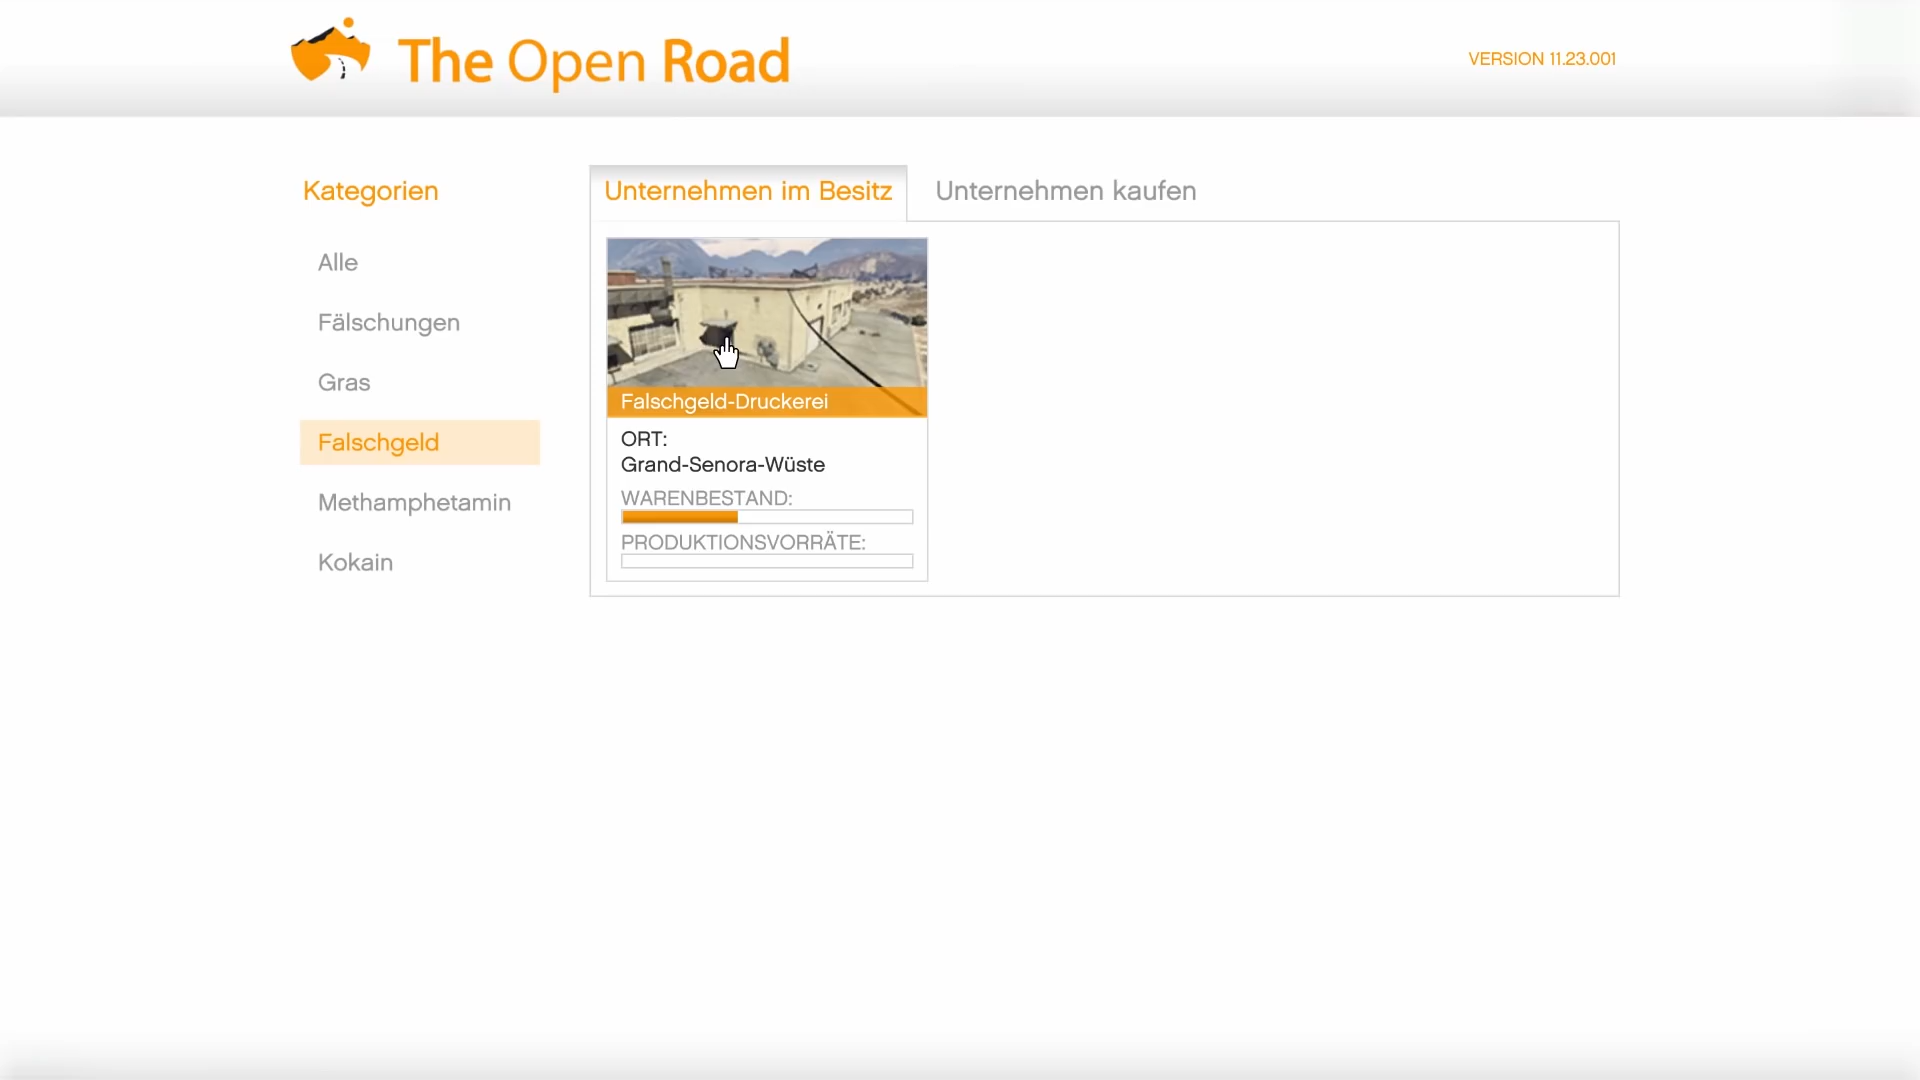 The Open Road
VERSION 11.23.001
Kategorien
Alle
Fälschungen
Gras
Falschgeld
Methamphetamin
Kokain
Unternehmen im Besitz
Unternehmen kaufen
Falschgeld-Druckerei
ORT:
Grand-Senora-Wüste
WARENBESTAND:
PRODUKTIONSVORRÄTE: